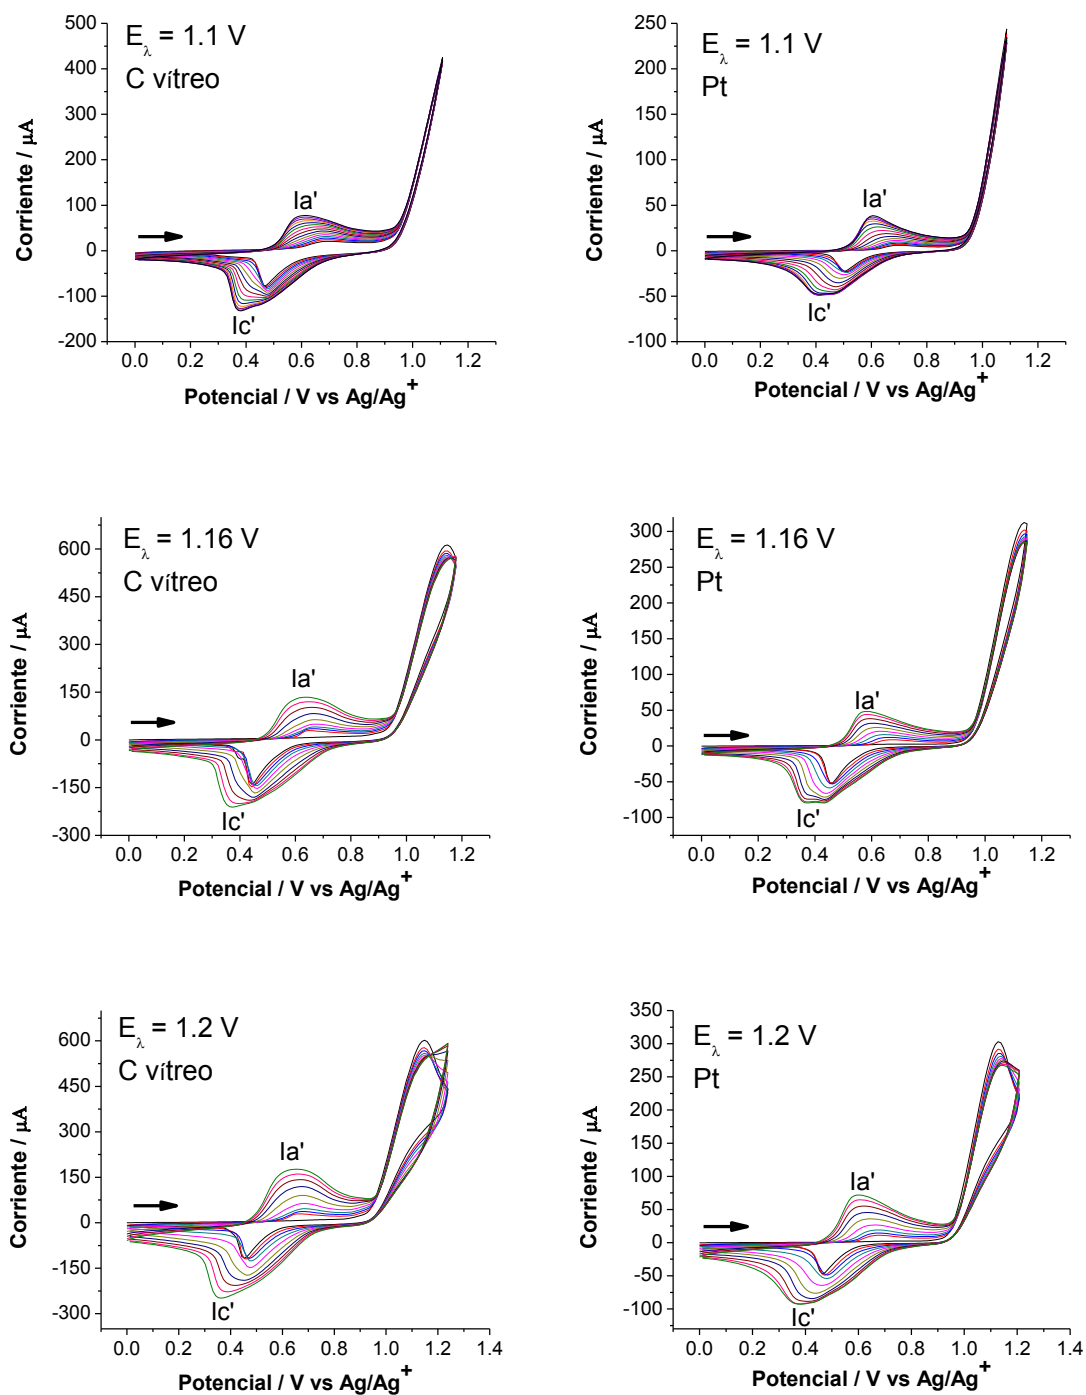 E_λ = 1.1 V
C vítreo
Corriente / µA
500
400
300
200
100
0
-100
-200
Ia'
Ic'
0.0 0.2 0.4 0.6 0.8 1.0 1.2
Potencial / V vs Ag/Ag⁺
E_λ = 1.1 V
Pt
Corriente / µA
250
200
150
100
50
0
-50
-100
Ia'
Ic'
0.0 0.2 0.4 0.6 0.8 1.0 1.2
Potencial / V vs Ag/Ag⁺
E_λ = 1.16 V
C vítreo
Corriente / µA
600
450
300
150
0
-150
-300
Ia'
Ic'
0.0 0.2 0.4 0.6 0.8 1.0 1.2
Potencial / V vs Ag/Ag⁺
E_λ = 1.16 V
Pt
Corriente / µA
300
250
200
150
100
50
0
-50
-100
Ia'
Ic'
0.0 0.2 0.4 0.6 0.8 1.0 1.2
Potencial / V vs Ag/Ag⁺
E_λ = 1.2 V
C vítreo
Corriente / µA
600
450
300
150
0
-150
-300
Ia'
Ic'
0.0 0.2 0.4 0.6 0.8 1.0 1.2 1.4
Potencial / V vs Ag/Ag⁺
E_λ = 1.2 V
Pt
Corriente / µA
350
300
250
200
150
100
50
0
-50
-100
Ia'
Ic'
0.0 0.2 0.4 0.6 0.8 1.0 1.2 1.4
Potencial / V vs Ag/Ag⁺